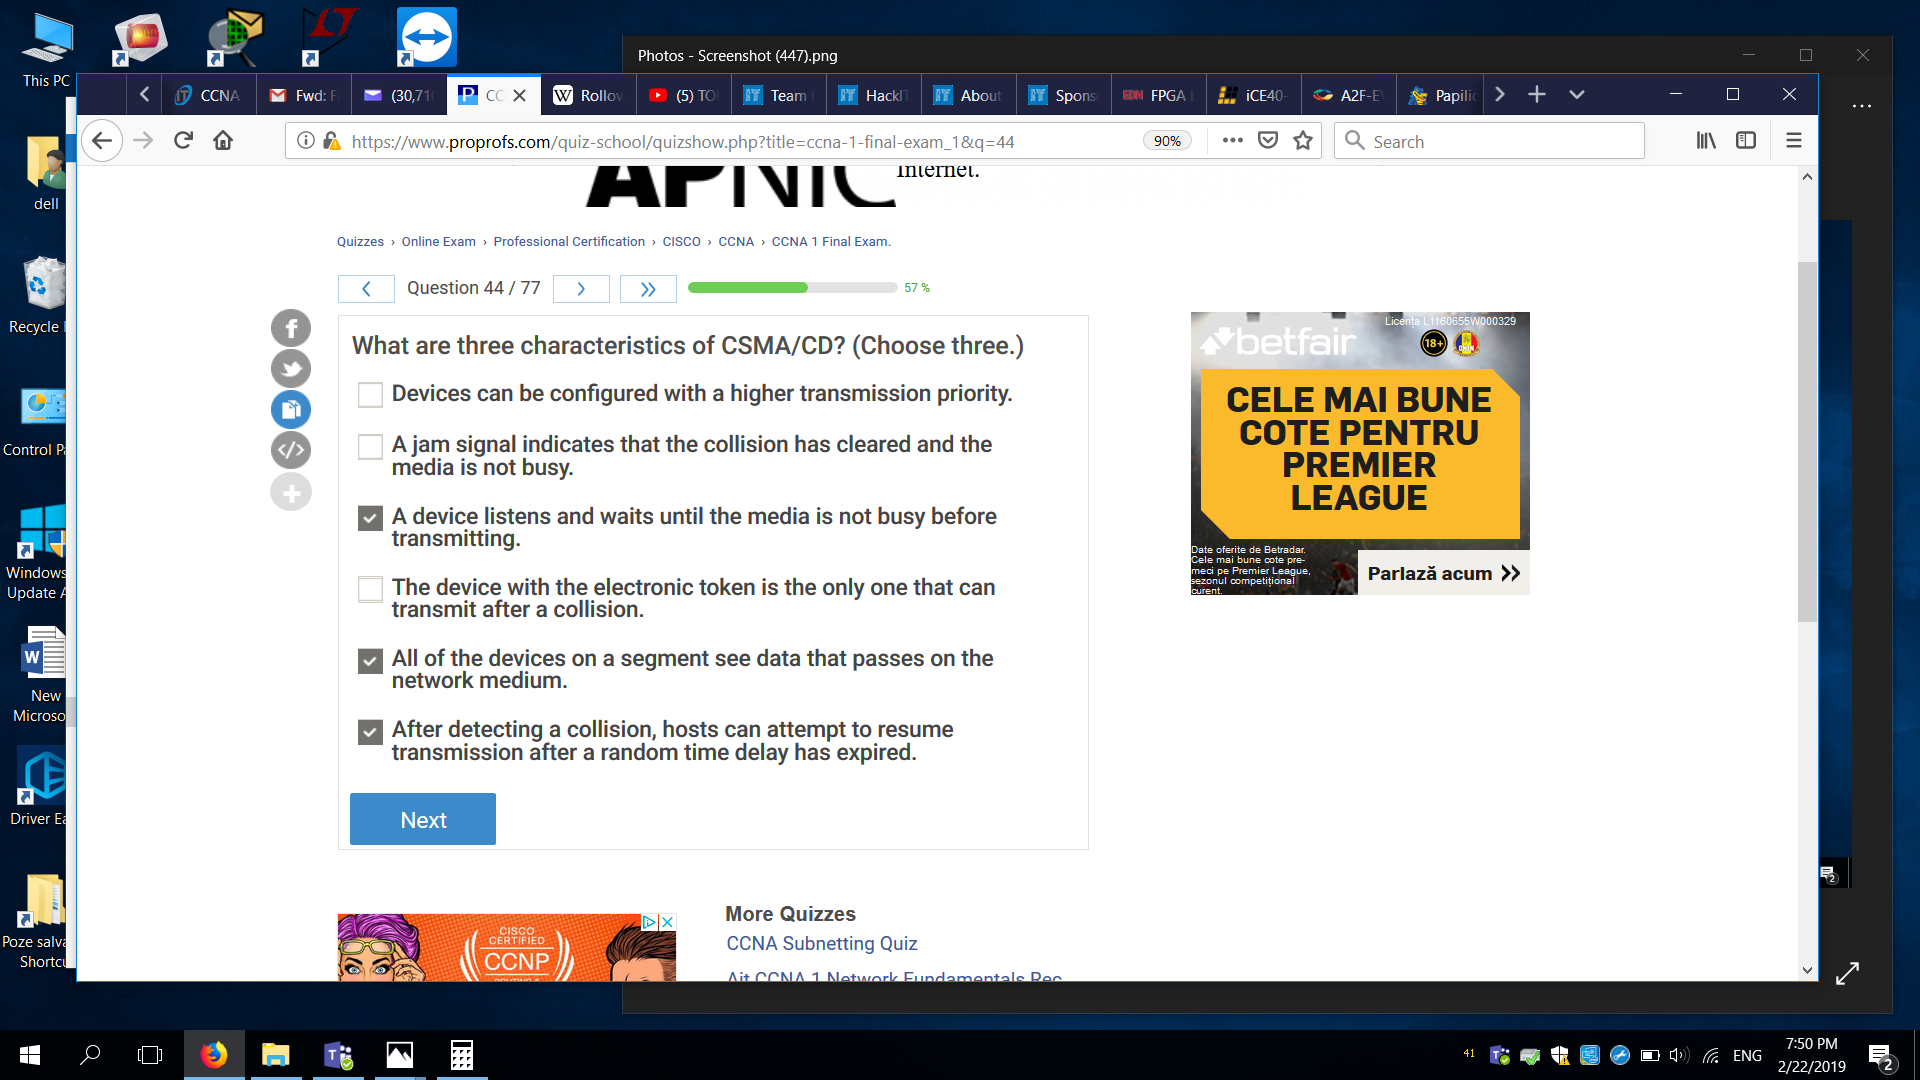 This PC
Photos - Screenshot (447).png
CCNA
Fwd: F
(30,71
CC
Rollov
(5) TO
Team
HackIT
About
Spons
FPGA
iCE40-
A2F-EV
Papilio
https://www.proprofs.com/quiz-school/quizshow.php?title=ccna-1-final-exam_1&q=44
90%
Search
APNIC
Internet.
dell
Quizzes › Online Exam › Professional Certification › CISCO › CCNA › CCNA 1 Final Exam.
Question 44 / 77
57 %
What are three characteristics of CSMA/CD? (Choose three.)
Devices can be configured with a higher transmission priority.
A jam signal indicates that the collision has cleared and the
media is not busy.
A device listens and waits until the media is not busy before
transmitting.
The device with the electronic token is the only one that can
transmit after a collision.
All of the devices on a segment see data that passes on the
network medium.
After detecting a collision, hosts can attempt to resume
transmission after a random time delay has expired.
Next
Licenta L1160655W000329
betfair
18+
CELE MAI BUNE
COTE PENTRU
PREMIER
LEAGUE
Date oferite de Betradar.
Cele mai bune cote pre-
meci pe Premier League,
sezonul competițional
curent.
Parlază acum
More Quizzes
CCNA Subnetting Quiz
Ait CCNA 1 Network Fundamentals Rec
CISCO
CERTIFIED
CCNP
Recycle
Control Pa
Windows
Update A
New
Microso
Driver Ea
Poze salva
Shortcu
2
41
ENG
7:50 PM
2/22/2019
2